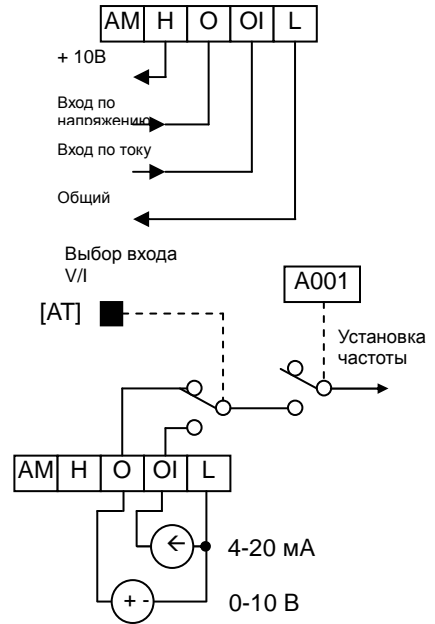 AM H O OI L
+ 10В
Вход по
напряжению
Вход по току
Общий
Выбор входа
V/I
A001
[AT]
Установка
частоты
AM H O OI L
4-20 мА
+ -
0-10 В